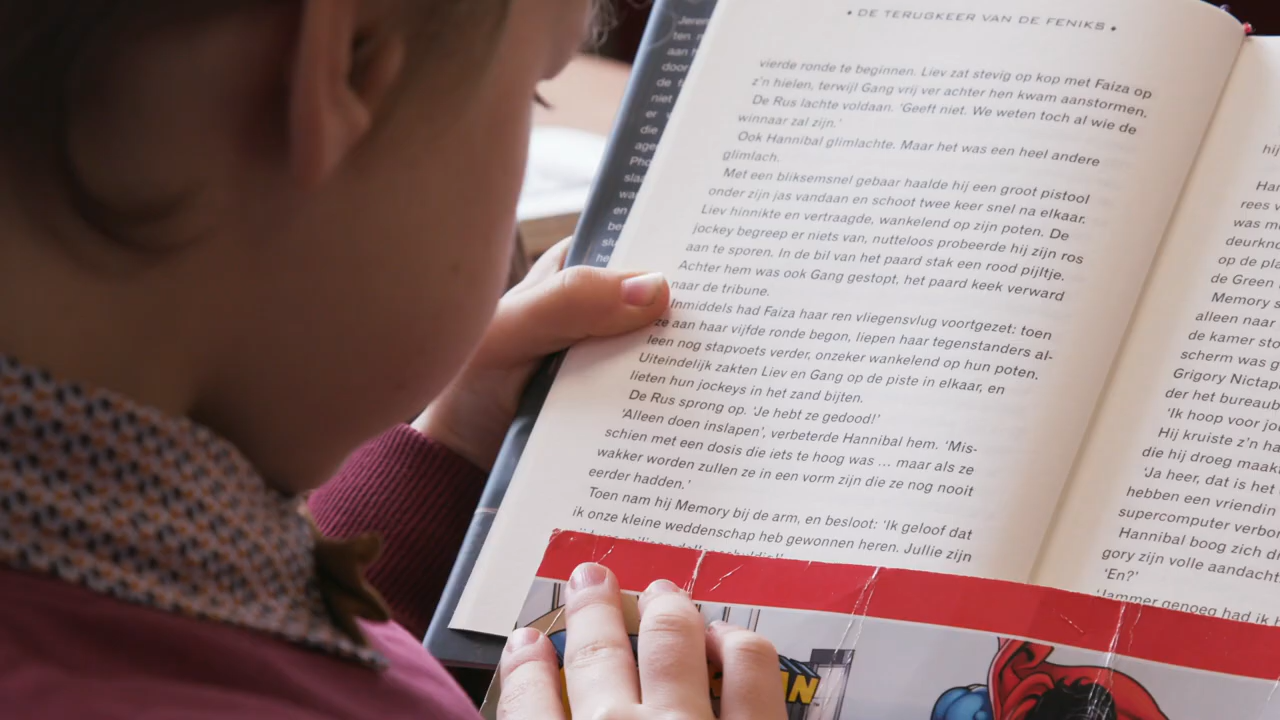 • DE TERUGKEER VAN DE FENIKS •
vierde ronde te beginnen. Liev zat stevig op kop met Faiza op
z'n hielen, terwijl Gang vrij ver achter hen kwam aanstormen.
De Rus lachte voldaan. ‘Geeft niet. We weten toch al wie de
winnaar zal zijn.’
Ook Hannibal glimlachte. Maar het was een heel andere
glimlach.
Met een bliksemsnel gebaar haalde hij een groot pistool
onder zijn jas vandaan en schoot twee keer snel na elkaar.
Liev hinnikte en vertraagde, wankelend op zijn poten. De
jockey begreep er niets van, nutteloos probeerde hij zijn ros
aan te sporen. In de bil van het paard stak een rood pijltje.
Achter hem was ook Gang gestopt, het paard keek verward
naar de tribune.
Inmiddels had Faiza haar ren vliegensvlug voortgezet: toen
ze aan haar vijfde ronde begon, liepen haar tegenstanders al-
leen nog stapvoets verder, onzeker wankelend op hun poten.
Uiteindelijk zakten Liev en Gang op de piste in elkaar, en
lieten hun jockeys in het zand bijten.
De Rus sprong op. ‘Je hebt ze gedood!’
‘Alleen doen inslapen’, verbeterde Hannibal hem. ‘Mis-
schien met een dosis die iets te hoog was ... maar als ze
wakker worden zullen ze in een vorm zijn die ze nog nooit
eerder hadden.’
Toen nam hij Memory bij de arm, en besloot: ‘Ik geloof dat
ik onze kleine weddenschap heb gewonnen heren. Jullie zijn
hij
Har
rees v
was m
deurkn
op de pla
de Green
Memory s
alleen naar
de kamer sto
scherm was g
Grigory Nictap
der het bureaub
‘Ik hoop voor jou
Hij kruiste z'n ha
die hij droeg maak
‘Ja heer, dat is het
hebben een vriendin
supercomputer verbo
Hannibal boog zich d
gory zijn volle aandacht
‘En?’
‘Jammer genoeg had ik h